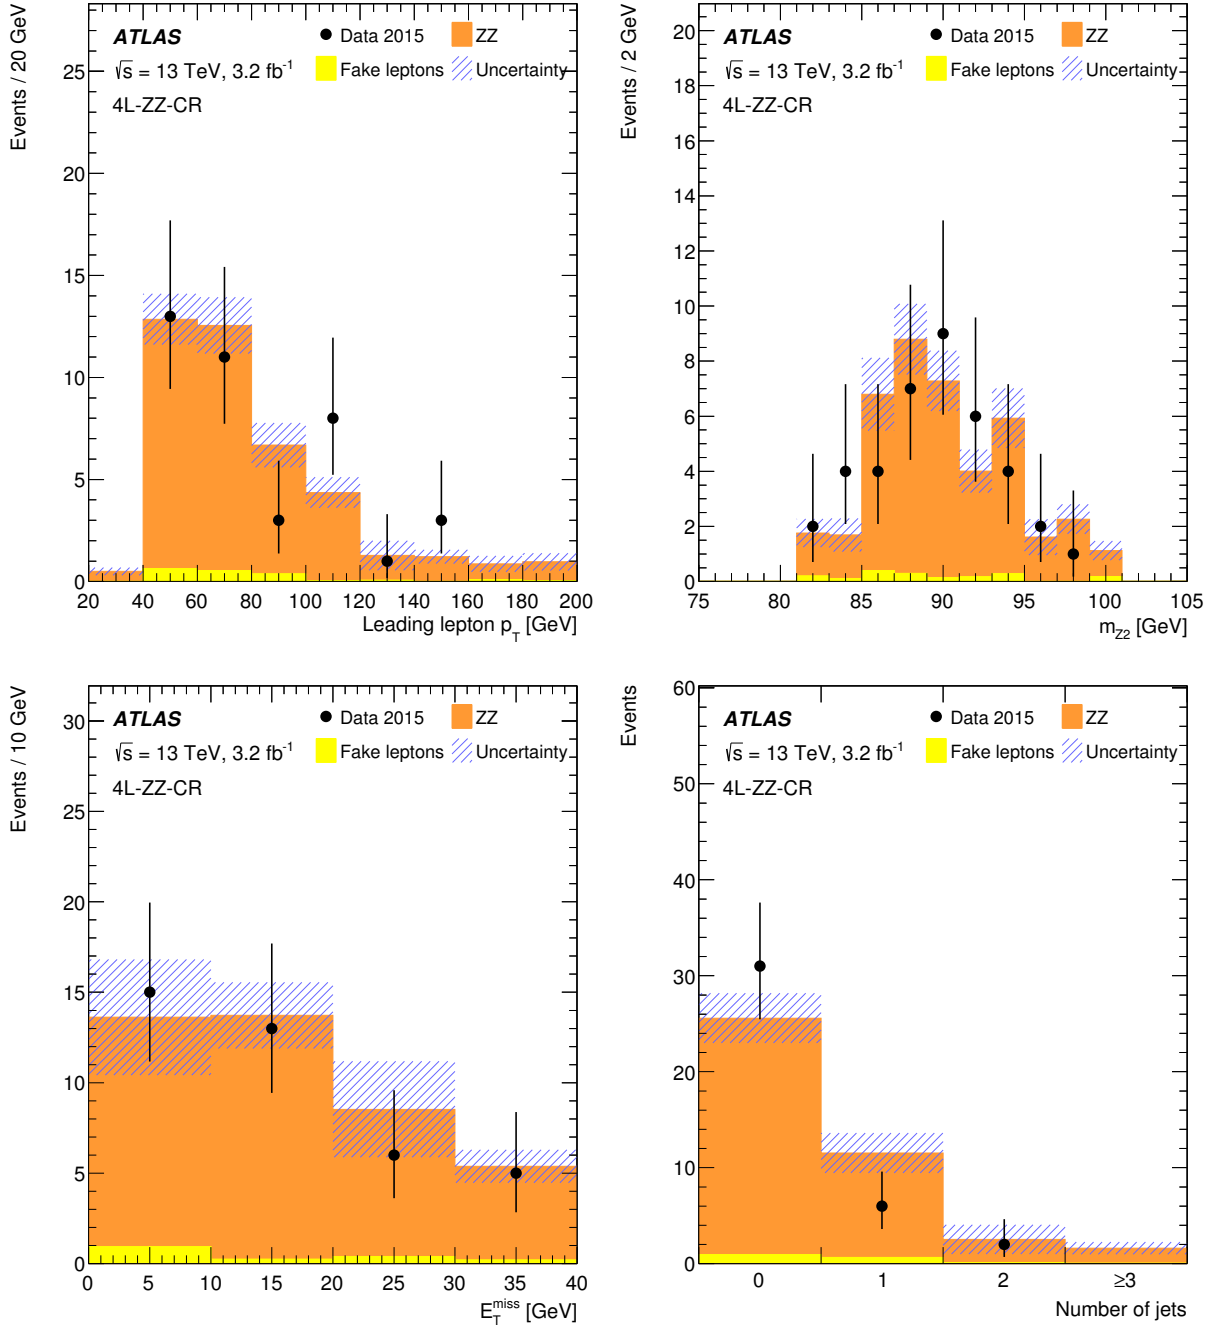 Events / 20 GeV
ATLAS
Data 2015
ZZ
√s = 13 TeV, 3.2 fb⁻¹
Fake leptons
Uncertainty
4L-ZZ-CR
25
20
15
10
5
0
20 40 60 80 100 120 140 160 180 200
Leading lepton p_T [GeV]
Events / 2 GeV
ATLAS
Data 2015
ZZ
√s = 13 TeV, 3.2 fb⁻¹
Fake leptons
Uncertainty
4L-ZZ-CR
20
18
16
14
12
10
8
6
4
2
0
75 80 85 90 95 100 105
m_Z2 [GeV]
Events / 10 GeV
ATLAS
Data 2015
ZZ
√s = 13 TeV, 3.2 fb⁻¹
Fake leptons
Uncertainty
4L-ZZ-CR
30
25
20
15
10
5
0
0 5 10 15 20 25 30 35 40
E_T^miss [GeV]
Events
ATLAS
Data 2015
ZZ
√s = 13 TeV, 3.2 fb⁻¹
Fake leptons
Uncertainty
4L-ZZ-CR
60
50
40
30
20
10
0
0 1 2 ≥3
Number of jets